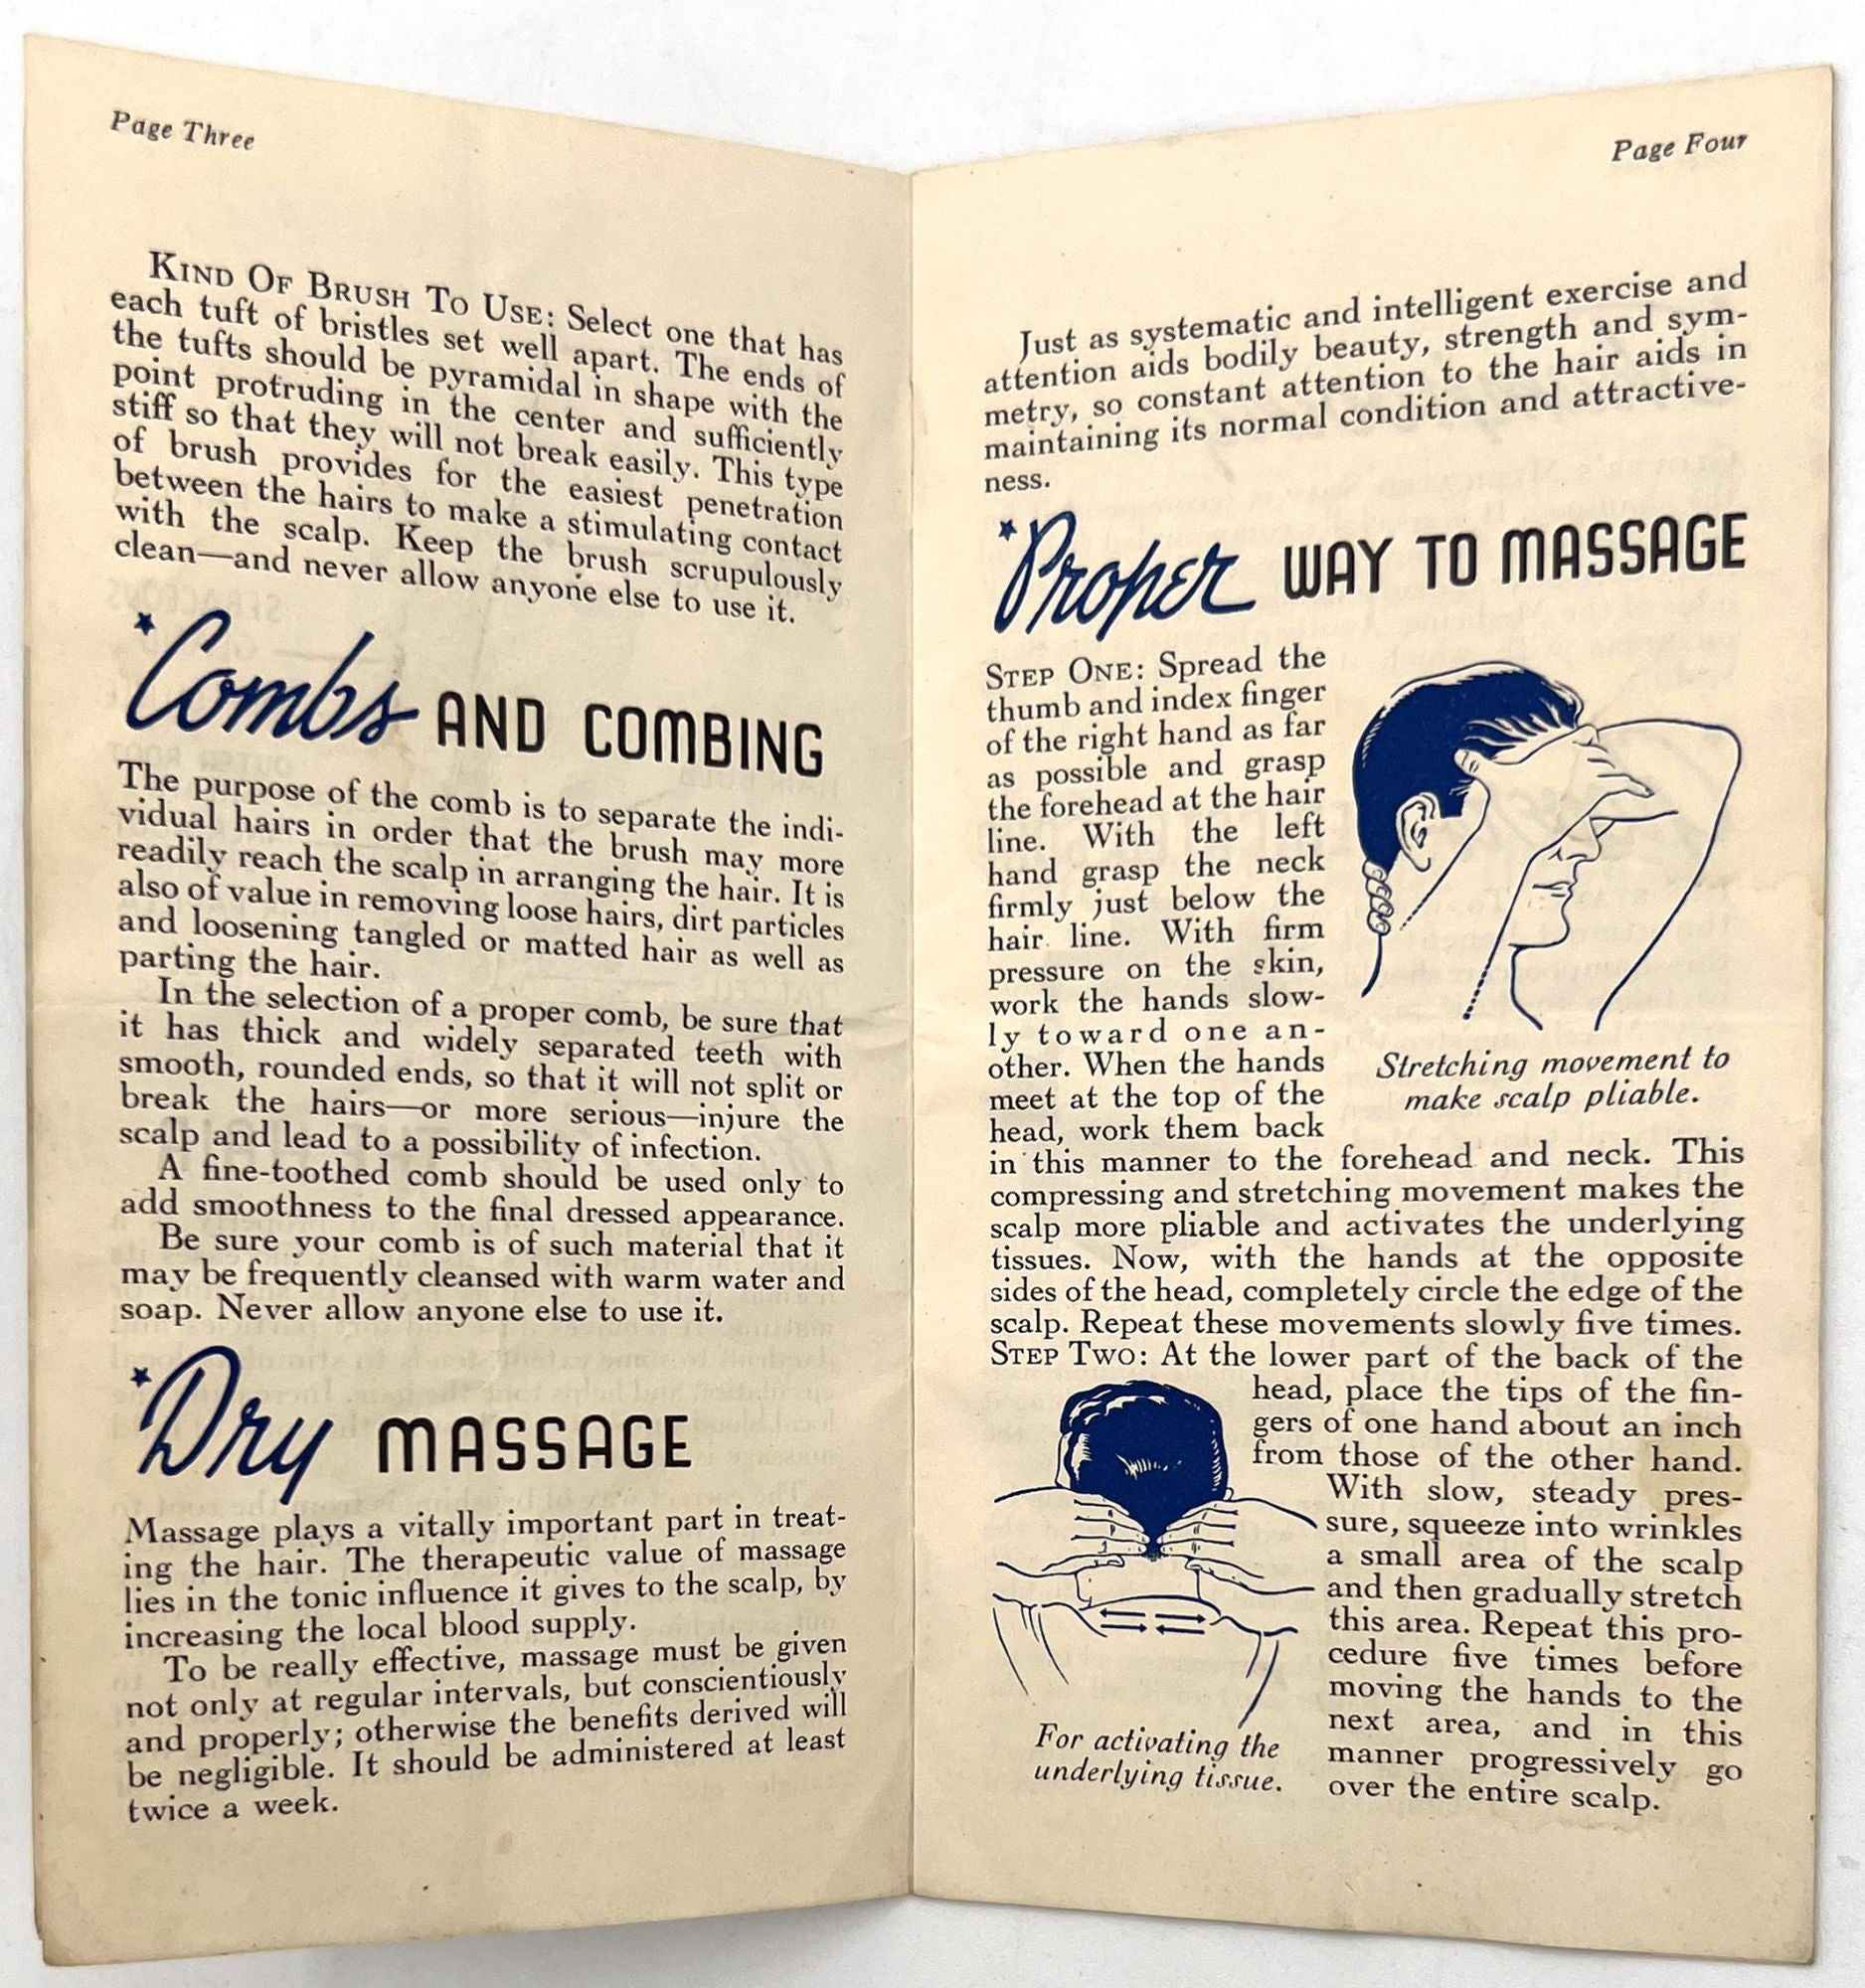 Page Three
KIND OF BRUSH TO USE: Select one that has
each tuft of bristles set well apart. The ends of
the tufts should be pyramidal in shape with the
point protruding in the center and sufficiently
stiff so that they will not break easily. This type
of brush provides for the easiest penetration
between the hairs to make a stimulating contact
with the scalp. Keep the brush scrupulously
clean—and never allow anyone else to use it.
Combs AND COMBING
The purpose of the comb is to separate the indi-
vidual hairs in order that the brush may more
readily reach the scalp in arranging the hair. It is
also of value in removing loose hairs, dirt particles
and loosening tangled or matted hair as well as
parting the hair.
In the selection of a proper comb, be sure that
it has thick and widely separated teeth with
smooth, rounded ends, so that it will not split or
break the hairs—or more serious—injure the
scalp and lead to a possibility of infection.
A fine-toothed comb should be used only to
add smoothness to the final dressed appearance.
Be sure your comb is of such material that it
may be frequently cleansed with warm water and
soap. Never allow anyone else to use it.
Dry MASSAGE
Massage plays a vitally important part in treat-
ing the hair. The therapeutic value of massage
lies in the tonic influence it gives to the scalp, by
increasing the local blood supply.
To be really effective, massage must be given
not only at regular intervals, but conscientiously
and properly; otherwise the benefits derived will
be negligible. It should be administered at least
twice a week.
Page Four
Just as systematic and intelligent exercise and
attention aids bodily beauty, strength and sym-
metry, so constant attention to the hair aids in
maintaining its normal condition and attractive-
ness.
Proper WAY TO MASSAGE
STEP ONE: Spread the
thumb and index finger
of the right hand as far
as possible and grasp
the forehead at the hair
line. With the left
hand grasp the neck
firmly just below the
hair line. With firm
pressure on the skin,
work the hands slow-
ly toward one an-
other. When the hands
meet at the top of the
head, work them back
in this manner to the forehead and neck. This
compressing and stretching movement makes the
scalp more pliable and activates the underlying
tissues. Now, with the hands at the opposite
sides of the head, completely circle the edge of the
scalp. Repeat these movements slowly five times.
Stretching movement to
make scalp pliable.
STEP TWO: At the lower part of the back of the
head, place the tips of the fin-
gers of one hand about an inch
from those of the other hand.
With slow, steady pres-
sure, squeeze into wrinkles
a small area of the scalp
and then gradually stretch
this area. Repeat this pro-
cedure five times before
moving the hands to the
next area, and in this
manner progressively go
over the entire scalp.
For activating the
underlying tissue.